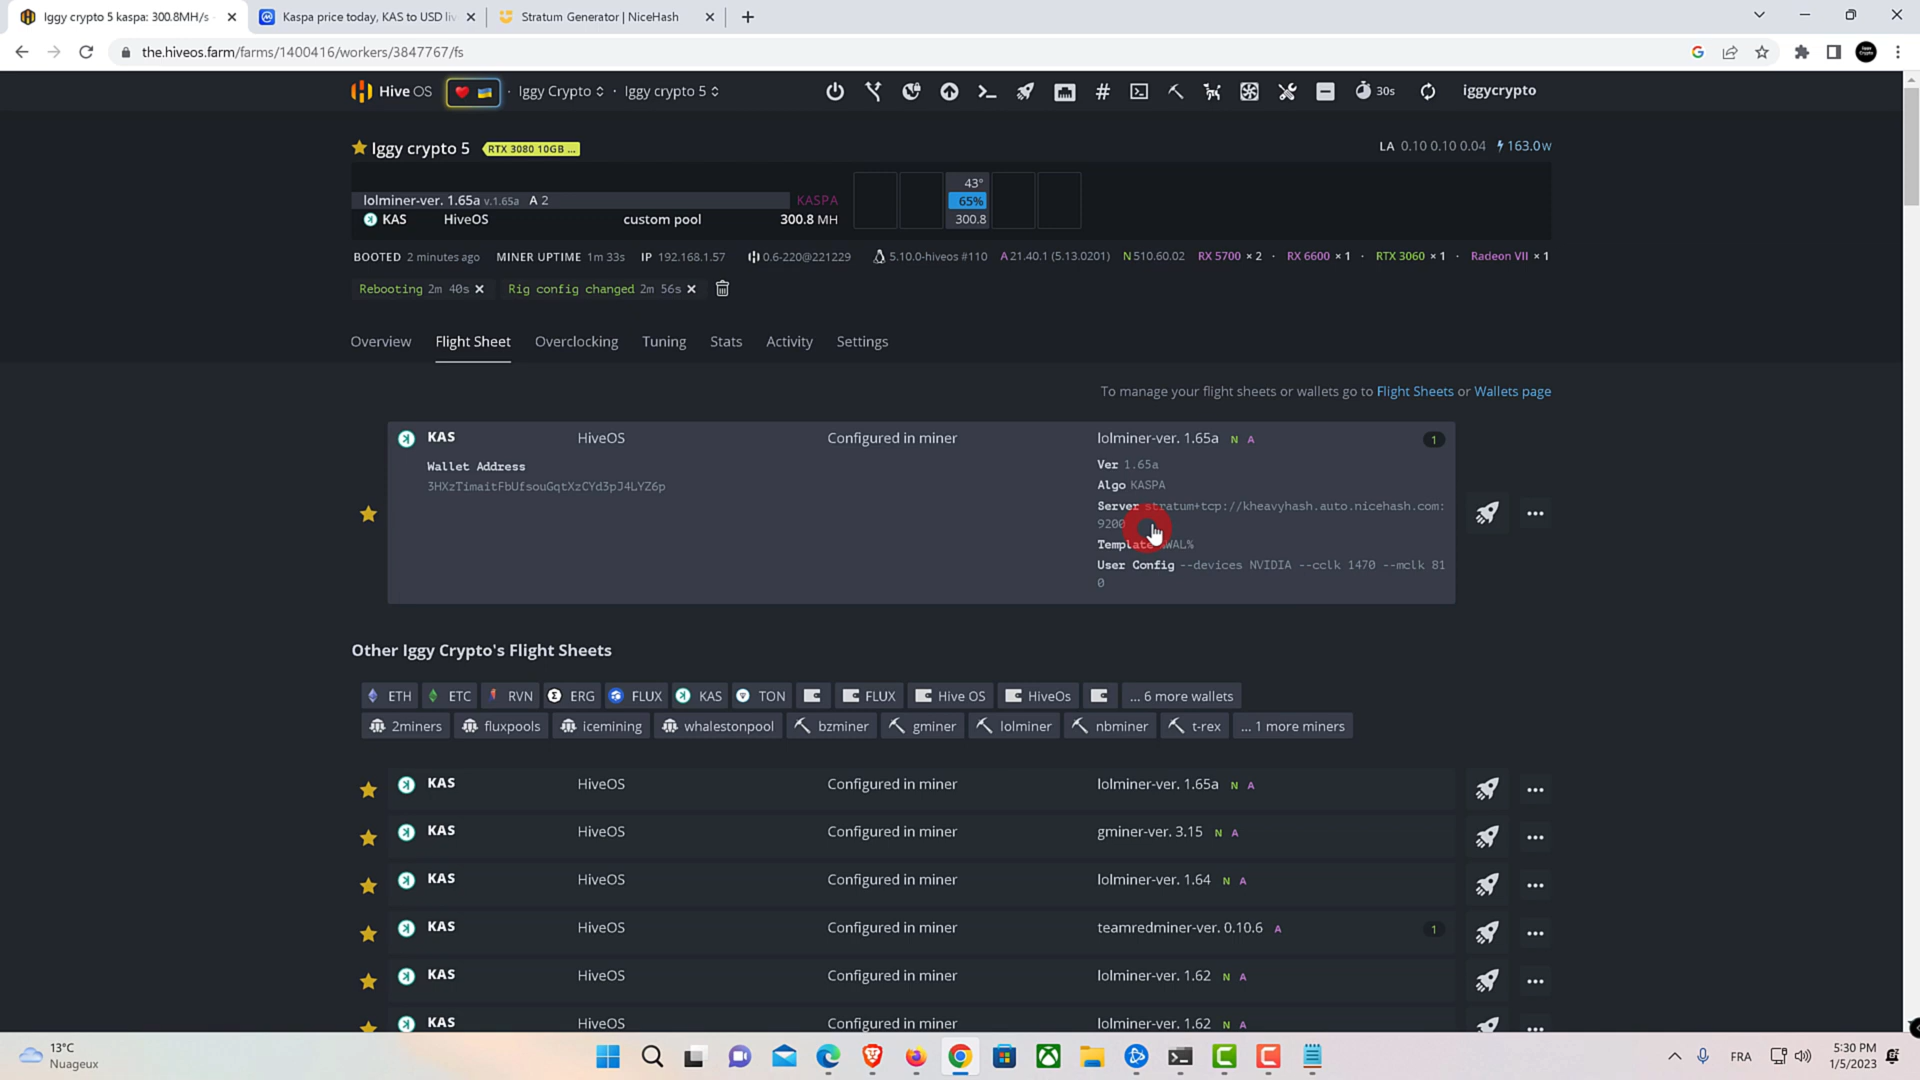 Iggy crypto 5 kaspa: 300.8MH/s
Kaspa price today, KAS to USD liv
Stratum Generator | NiceHash
the.hiveos.farm/farms/1400416/workers/3847767/fs
Hive OS · Iggy Crypto · Iggy crypto 5
30s
iggycrypto
Iggy crypto 5 RTX 3080 10GB ...
LA 0.10 0.10 0.04 163.0W
43°
lolminer-ver. 1.65a v.1.65a A 2 KASPA 65%
KAS HiveOS custom pool 300.8 MH 300.8
BOOTED 2 minutes ago MINER UPTIME 1m 33s IP 192.168.1.57 0.6-220@221229 5.10.0-hiveos #110 A 21.40.1 (5.13.0201) N 510.60.02 RX 5700 × 2 · RX 6600 × 1 · RTX 3060 × 1 · Radeon VII × 1
Rebooting 2m 40s × Rig config changed 2m 56s ×
Overview Flight Sheet Overclocking Tuning Stats Activity Settings
To manage your flight sheets or wallets go to Flight Sheets or Wallets page
KAS HiveOS Configured in miner lolminer-ver. 1.65a N A 1
Wallet Address
3HXzTimaitFbUfsouGqtXzCYd3pJ4LYZ6p
Ver 1.65a
Algo KASPA
Server stratum+tcp://kheavyhash.auto.nicehash.com:
9200
Template %WAL%
User Config --devices NVIDIA --cclk 1470 --mclk 81
0
Other Iggy Crypto's Flight Sheets
ETH ETC RVN ERG FLUX KAS TON FLUX Hive OS HiveOs ... 6 more wallets
2miners fluxpools icemining whalestonpool bzminer gminer lolminer nbminer t-rex ... 1 more miners
KAS HiveOS Configured in miner lolminer-ver. 1.65a N A
KAS HiveOS Configured in miner gminer-ver. 3.15 N A
KAS HiveOS Configured in miner lolminer-ver. 1.64 N A
KAS HiveOS Configured in miner teamredminer-ver. 0.10.6 A 1
KAS HiveOS Configured in miner lolminer-ver. 1.62 N A
KAS HiveOS Configured in miner lolminer-ver. 1.62 N A
13°C
Nuageux
FRA
5:30 PM
1/5/2023